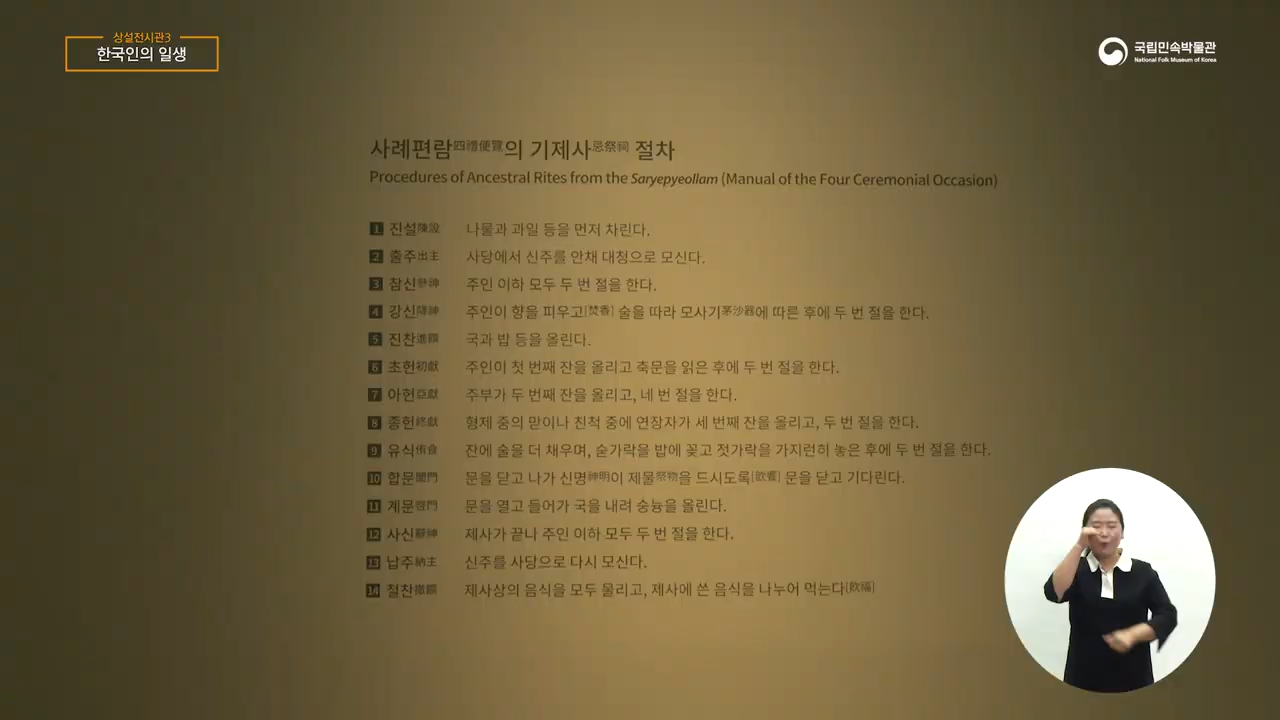 상설전시관3
한국인의 일생
국립민속박물관
National Folk Museum of Korea
사례편람四禮便覽의 기제사忌祭祠 절차
Procedures of Ancestral Rites from the Saryepyeollam (Manual of the Four Ceremonial Occasion)
1 진설陳設 나물과 과일 등을 먼저 차린다.
2 출주出主 사당에서 신주를 안채 대청으로 모신다.
3 참신參神 주인 이하 모두 두 번 절을 한다.
4 강신降神 주인이 향을 피우고[焚香] 술을 따라 모사기茅沙器에 따른 후에 두 번 절을 한다.
5 진찬進饌 국과 밥 등을 올린다.
6 초헌初獻 주인이 첫 번째 잔을 올리고 축문을 읽은 후에 두 번 절을 한다.
7 아헌亞獻 주부가 두 번째 잔을 올리고, 네 번 절을 한다.
8 종헌終獻 형제 중의 맏이나 친척 중에 연장자가 세 번째 잔을 올리고, 두 번 절을 한다.
9 유식侑食 잔에 술을 더 채우며, 숟가락을 밥에 꽂고 젓가락을 가지런히 놓은 후에 두 번 절을 한다.
10 합문闔門 문을 닫고 나가 신명神明이 제물祭物을 드시도록[歆饗] 문을 닫고 기다린다.
11 계문啓門 문을 열고 들어가 국을 내려 숭늉을 올린다.
12 사신辭神 제사가 끝나 주인 이하 모두 두 번 절을 한다.
13 납주納主 신주를 사당으로 다시 모신다.
14 철찬撤饌 제사상의 음식을 모두 물리고, 제사에 쓴 음식을 나누어 먹는다[飮福]